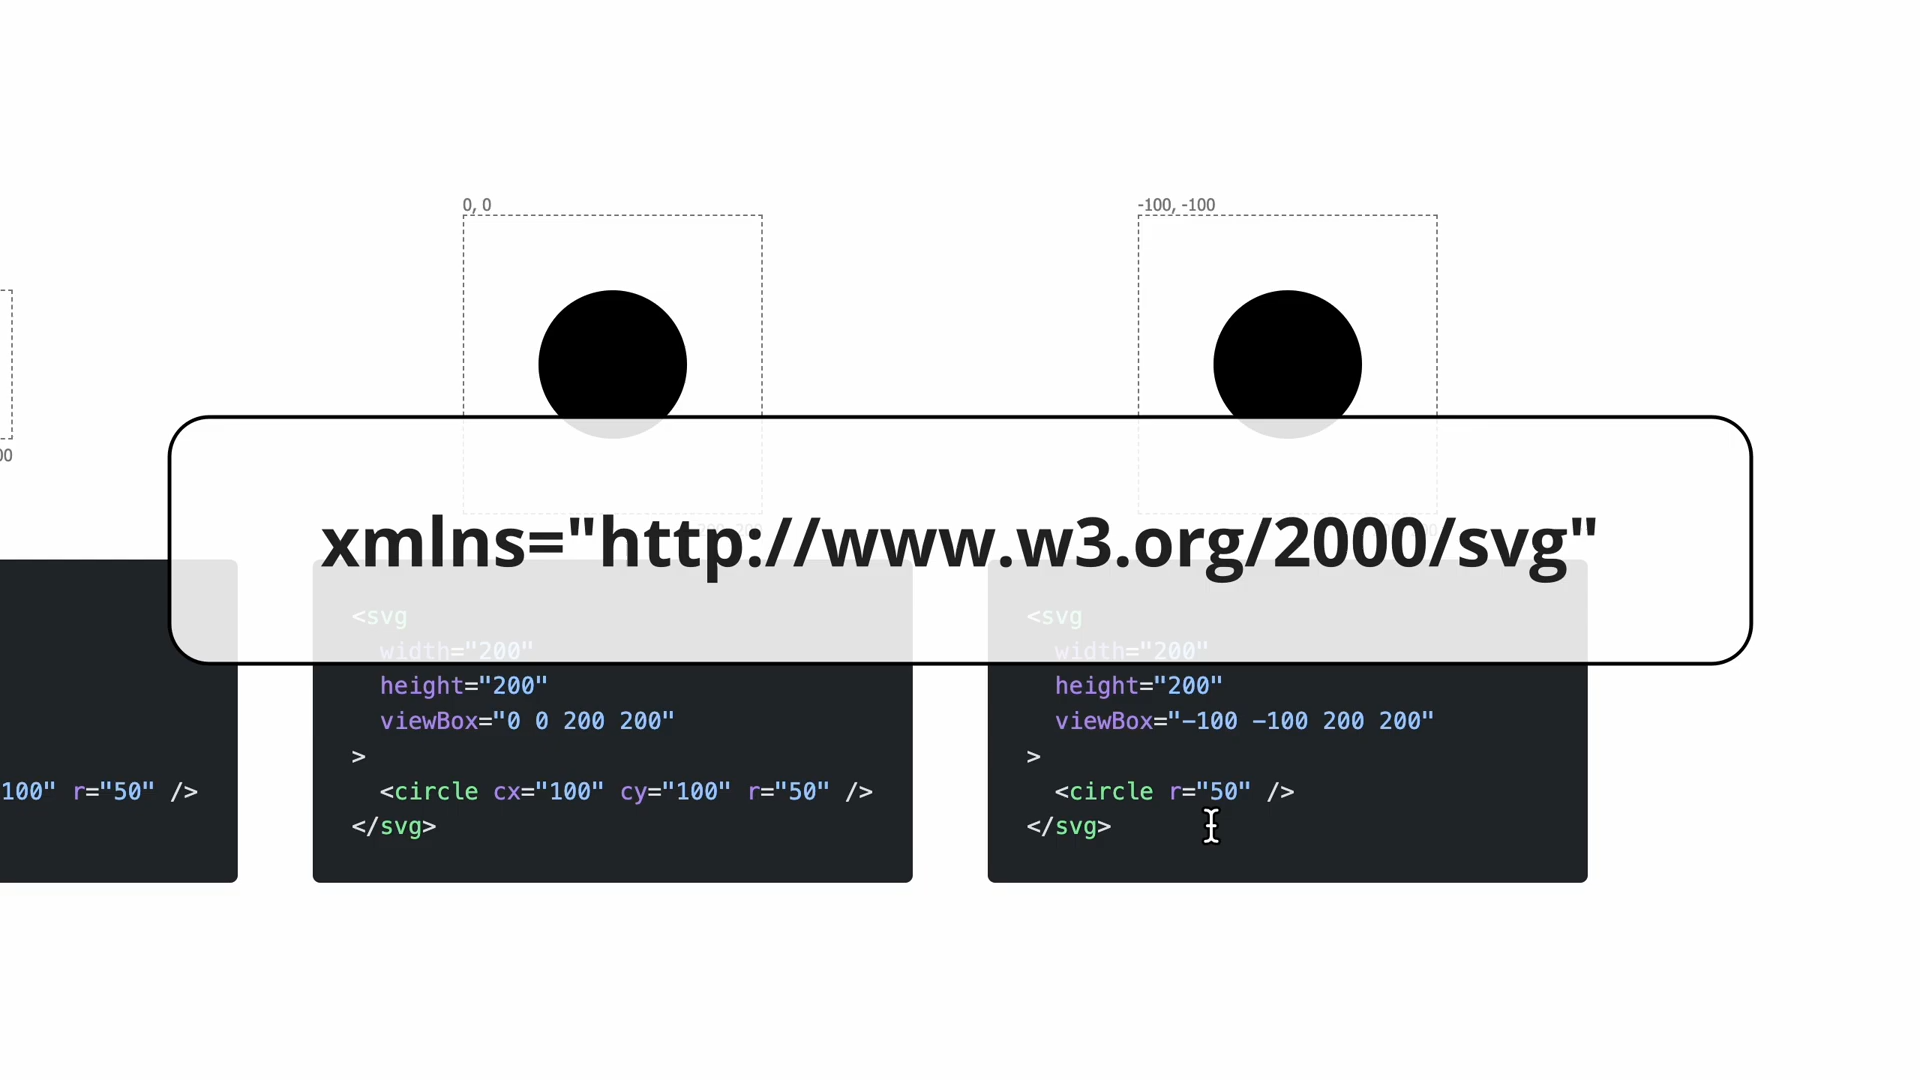 0, 0
-100, -100
00
xmlns="http://www.w3.org/2000/svg"
100" r="50" />
<svg
width="200"
height="200"
viewBox="0 0 200 200"
>
<circle cx="100" cy="100" r="50" />
</svg>
<svg
width="200"
height="200"
viewBox="-100 -100 200 200"
>
<circle r="50" />
</svg>